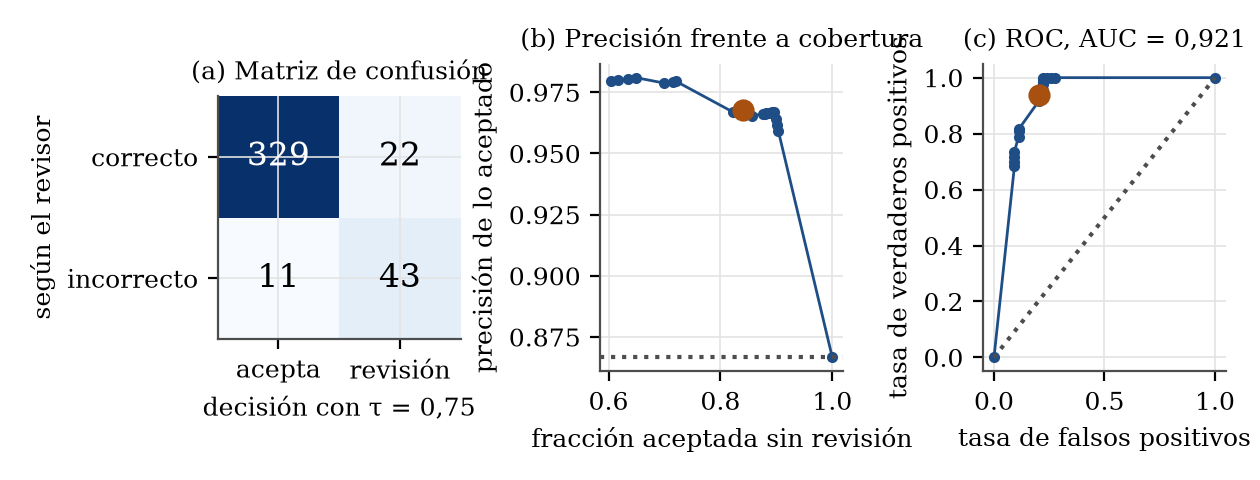 (a) Matriz de confusión
según el revisor
correcto
incorrecto
329
22
11
43
acepta
revisión
decisión con τ = 0,75
(b) Precisión frente a cobertura
precisión de lo aceptado
0.975
0.950
0.925
0.900
0.875
0.6
0.8
1.0
fracción aceptada sin revisión
(c) ROC, AUC = 0,921
tasa de verdaderos positivos
1.0
0.8
0.6
0.4
0.2
0.0
0.0
0.5
1.0
tasa de falsos positivos